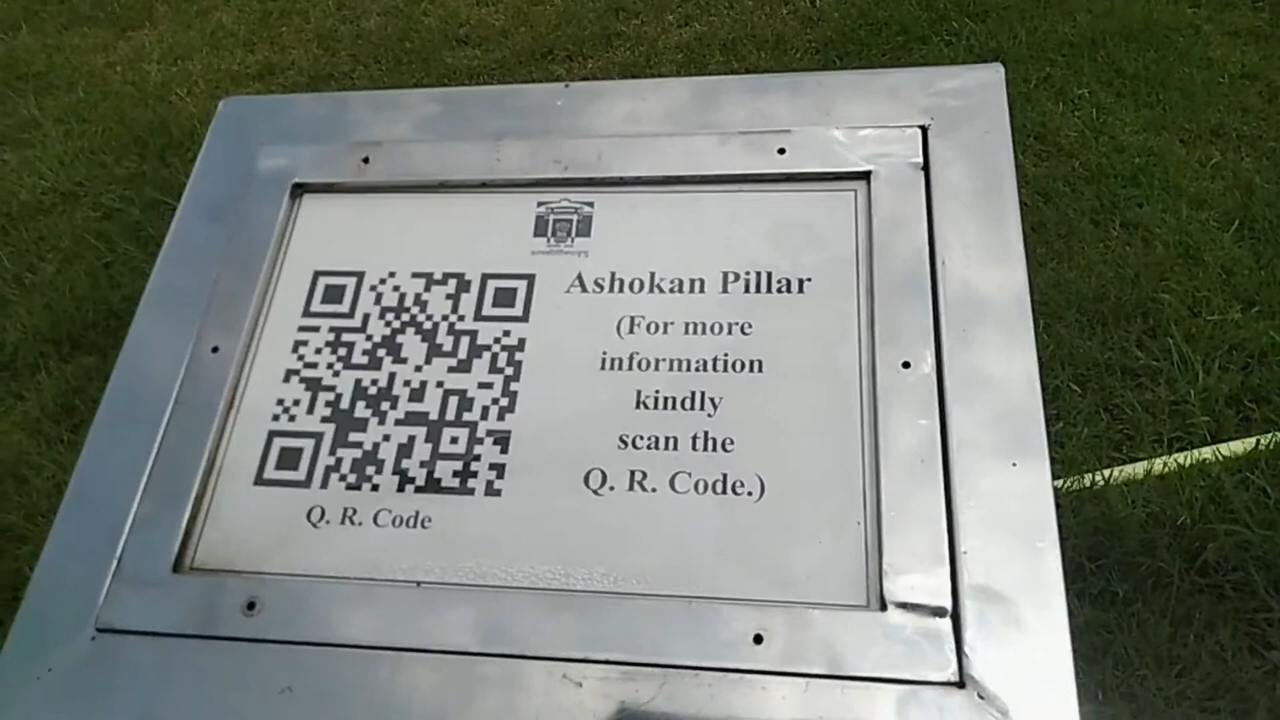 Ashokan Pillar
(For more
information
kindly
scan the
Q. R. Code.)
Q. R. Code